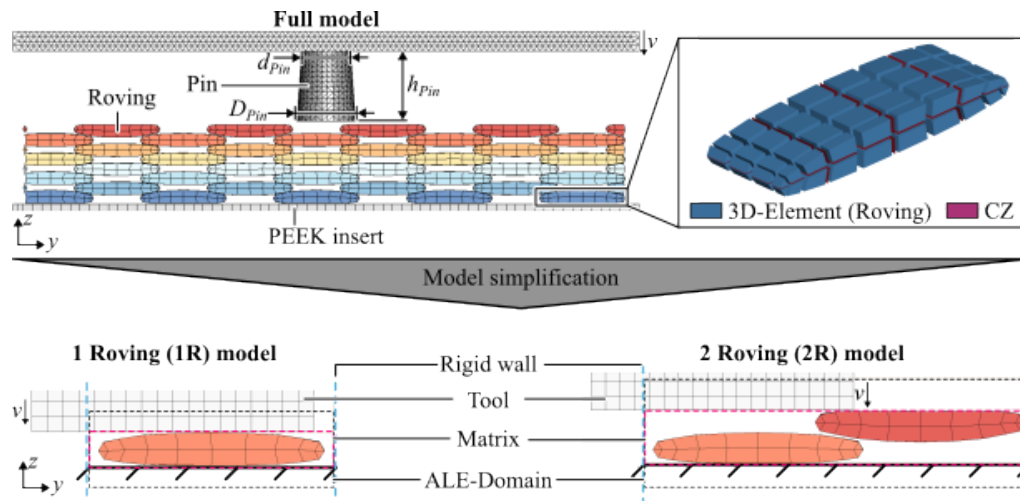 Full model
v
d_Pin
h_Pin
Pin
Roving
D_Pin
z
y
PEEK insert
3D-Element (Roving)
CZ
Model simplification
1 Roving (1R) model
2 Roving (2R) model
Rigid wall
Tool
v
v
Matrix
z
y
ALE-Domain